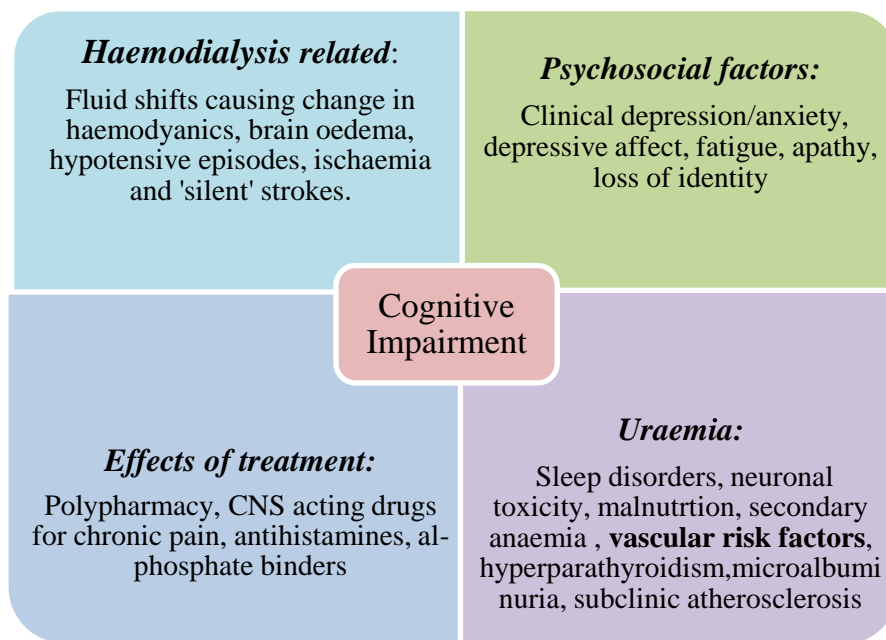 Haemodialysis related:
Fluid shifts causing change in
haemodyanics, brain oedema,
hypotensive episodes, ischaemia
and 'silent' strokes.
Psychosocial factors:
Clinical depression/anxiety,
depressive affect, fatigue, apathy,
loss of identity
Cognitive
Impairment
Effects of treatment:
Polypharmacy, CNS acting drugs
for chronic pain, antihistamines, al-
phosphate binders
Uraemia:
Sleep disorders, neuronal
toxicity, malnutrtion, secondary
anaemia , vascular risk factors,
hyperparathyroidism,microalbumi
nuria, subclinic atherosclerosis